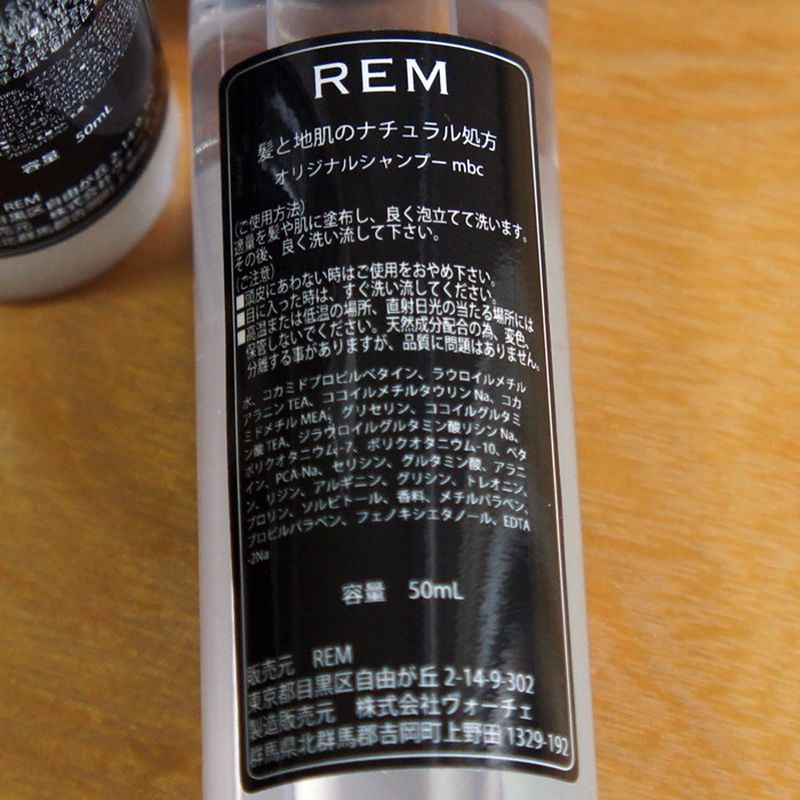 容量 50mL
REM
REM
髪と地肌のナチュラル処方
オリジナルシャンプー mbc
(ご使用方法)
適量を髪や肌に塗布し、良く泡立てて洗います。
その後、良く洗い流して下さい。
(ご注意)
■頭皮にあわない時はご使用をおやめ下さい。
■目に入った時は、すぐ洗い流してください。
■高温または低温の場所、直射日光の当たる場所には
保管しないでください。天然成分配合の為、変色、
分離する事がありますが、品質に問題はありません。
水、コカミドプロピルベタイン、ラウロイルメチル
アラニンTEA、ココイルメチルタウリンNa、コカ
ミドメチルMEA、グリセリン、ココイルグルタミ
ン酸TEA、ジラウロイルグルタミン酸リシンNa、
ポリクオタニウム-7、ポリクオタニウム-10、ベタ
イン、PCA-Na、セリシン、グルタミン酸、アラニ
ン、リジン、アルギニン、グリシン、トレオニン、
プロリン、ソルビトール、香料、メチルパラベン、
プロピルパラベン、フェノキシエタノール、EDTA
-2Na
容量 50mL
販売元 REM
東京都目黒区自由が丘 2-14-9-302
製造販売元 株式会社ヴォーチェ
群馬県北群馬郡吉岡町上野田 1329-192